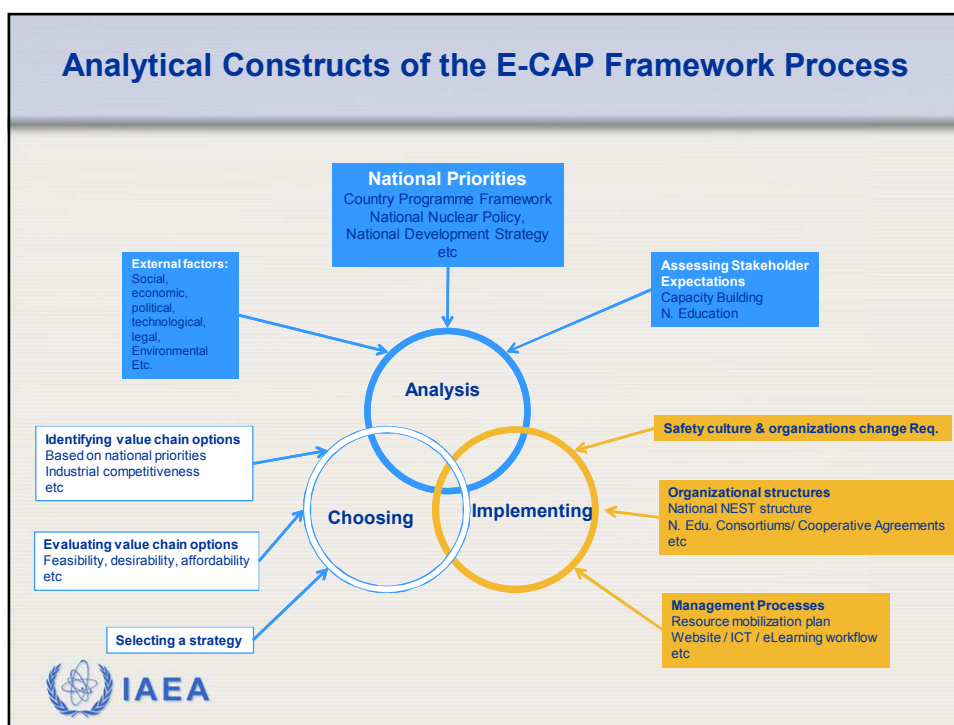 Analytical Constructs of the E-CAP Framework Process
National Priorities
Country Programme Framework
National Nuclear Policy,
National Development Strategy
etc
External factors:
Social,
economic,
political,
technological,
legal,
Environmental
Etc.
Assessing Stakeholder
Expectations
Capacity Building
N. Education
Analysis
Identifying value chain options
Based on national priorities
Industrial competitiveness
etc
Safety culture & organizations change Req.
Choosing
Implementing
Organizational structures
National NEST structure
N. Edu. Consortiums/ Cooperative Agreements
etc
Evaluating value chain options
Feasibility, desirability, affordability
etc
Management Processes
Resource mobilization plan
Website / ICT / eLearning workflow
etc
Selecting a strategy
IAEA